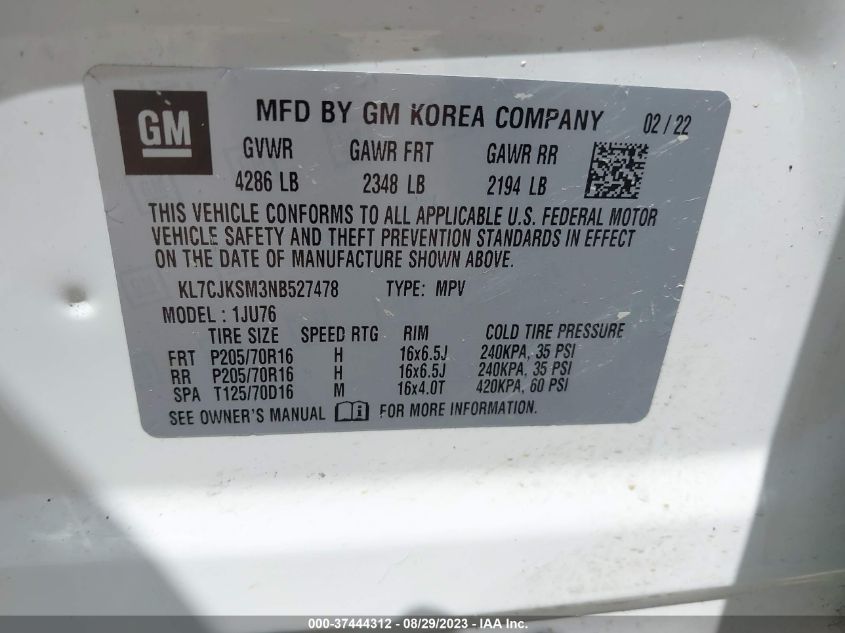 GM
MFD BY GM KOREA COMPANY 02 / 22
GVWR GAWR FRT GAWR RR
4286 LB 2348 LB 2194 LB
THIS VEHICLE CONFORMS TO ALL APPLICABLE U.S. FEDERAL MOTOR
VEHICLE SAFETY AND THEFT PREVENTION STANDARDS IN EFFECT
ON THE DATE OF MANUFACTURE SHOWN ABOVE.
KL7CJKSM3NB527478 TYPE: MPV
MODEL : 1JU76
TIRE SIZE SPEED RTG RIM COLD TIRE PRESSURE
FRT P205/70R16 H 16x6.5J 240KPA, 35 PSI
RR P205/70R16 H 16x6.5J 240KPA, 35 PSI
SPA T125/70D16 M 16x4.0T 420KPA, 60 PSI
SEE OWNER'S MANUAL FOR MORE INFORMATION.
000-37444312 - 08/29/2023 - IAA Inc.